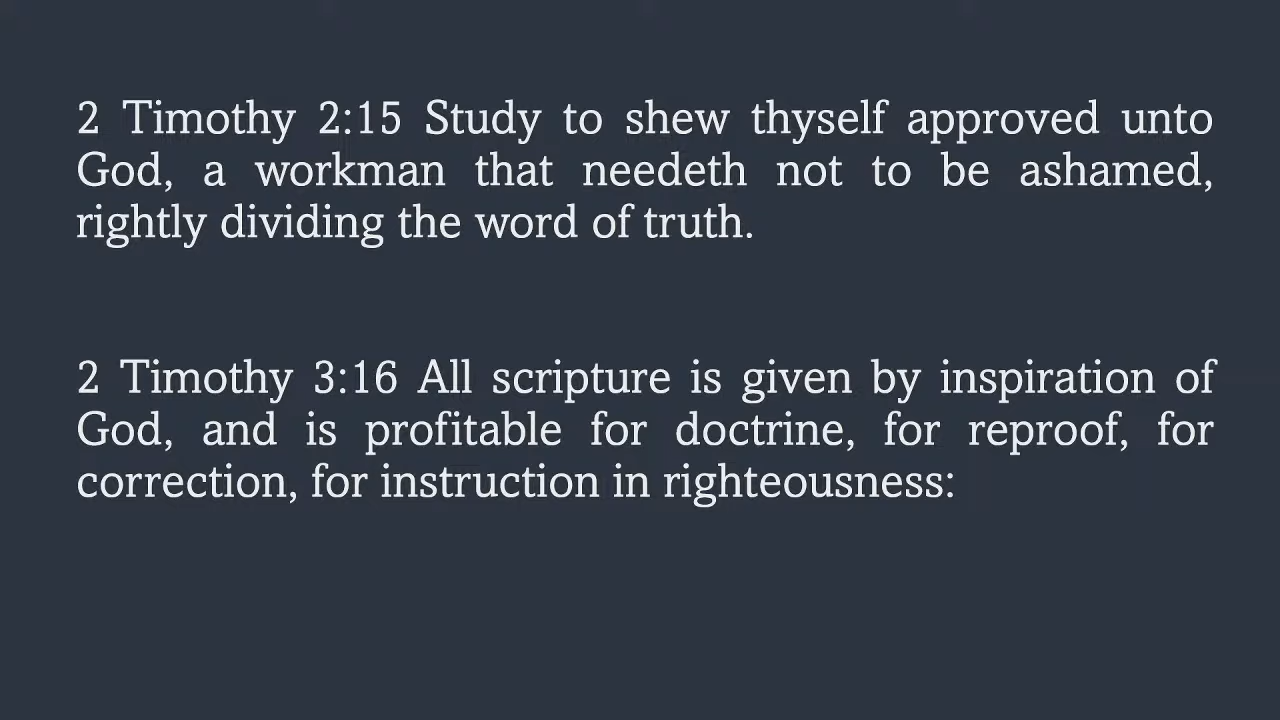 2 Timothy 2:15 Study to shew thyself approved unto
God, a workman that needeth not to be ashamed,
rightly dividing the word of truth.
2 Timothy 3:16 All scripture is given by inspiration of
God, and is profitable for doctrine, for reproof, for
correction, for instruction in righteousness: